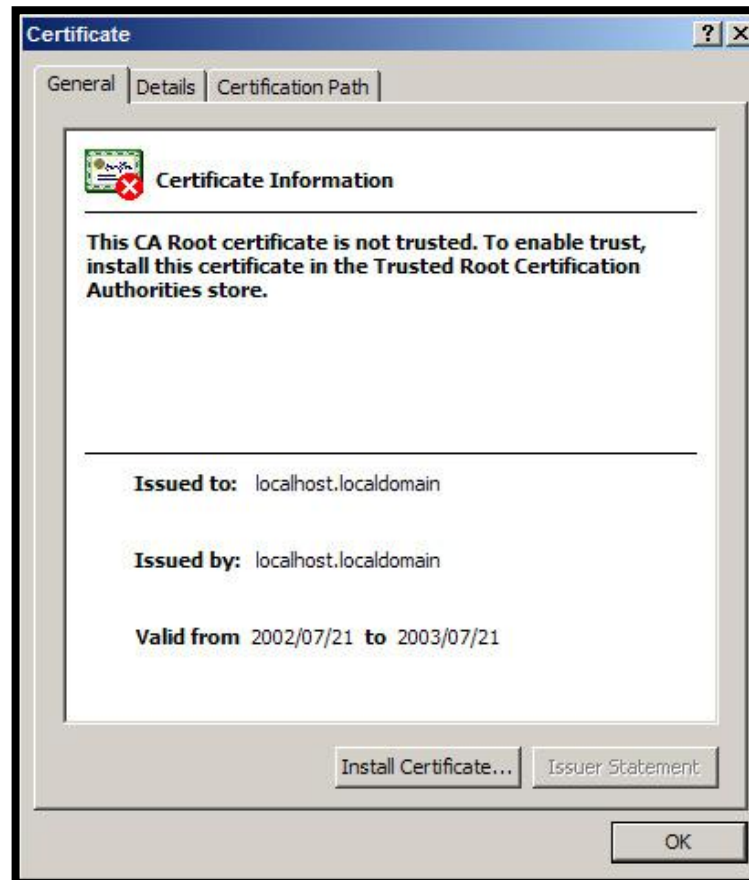 Certificate
? X
General Details Certification Path
Certificate Information
This CA Root certificate is not trusted. To enable trust,
install this certificate in the Trusted Root Certification
Authorities store.
Issued to: localhost.localdomain
Issued by: localhost.localdomain
Valid from 2002/07/21 to 2003/07/21
Install Certificate... Issuer Statement
OK